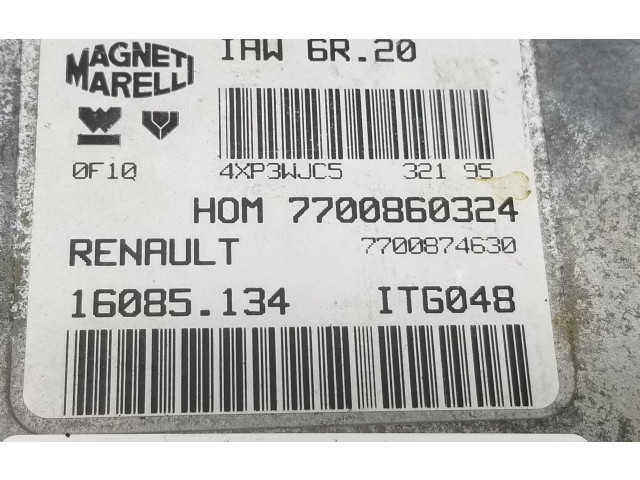 MAGNETI
MARELLI
IAW 6R.20
0F10
4XP3WJC5 321 95
HOM 7700860324
RENAULT 7700874630
16085.134 ITG048